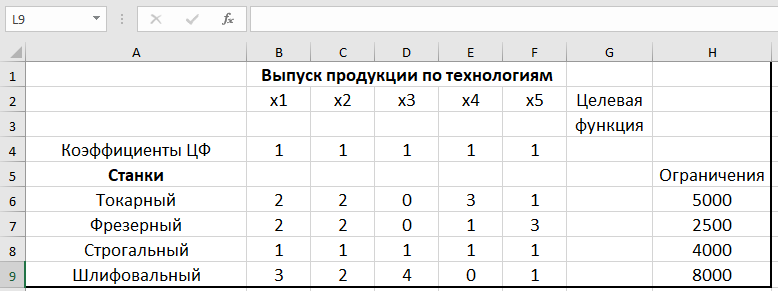 L9 fx
A B C D E F G H
1 Выпуск продукции по технологиям
2 x1 x2 x3 x4 x5 Целевая
3 функция
4 Коэффициенты ЦФ 1 1 1 1 1
5 Станки Ограничения
6 Токарный 2 2 0 3 1 5000
7 Фрезерный 2 2 0 1 3 2500
8 Строгальный 1 1 1 1 1 4000
9 Шлифовальный 3 2 4 0 1 8000